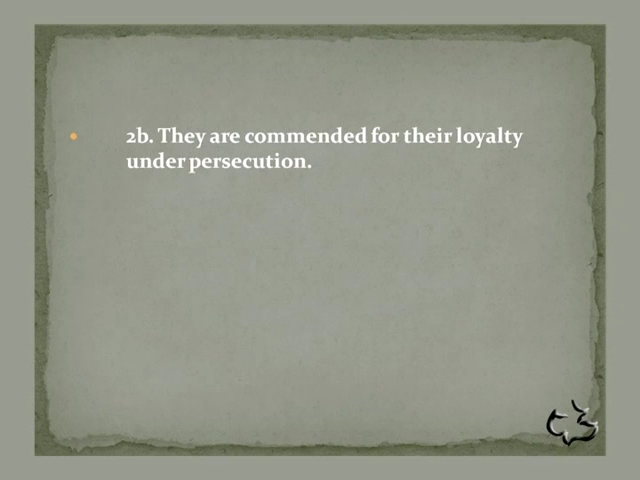 2b. They are commended for their loyalty
under persecution.